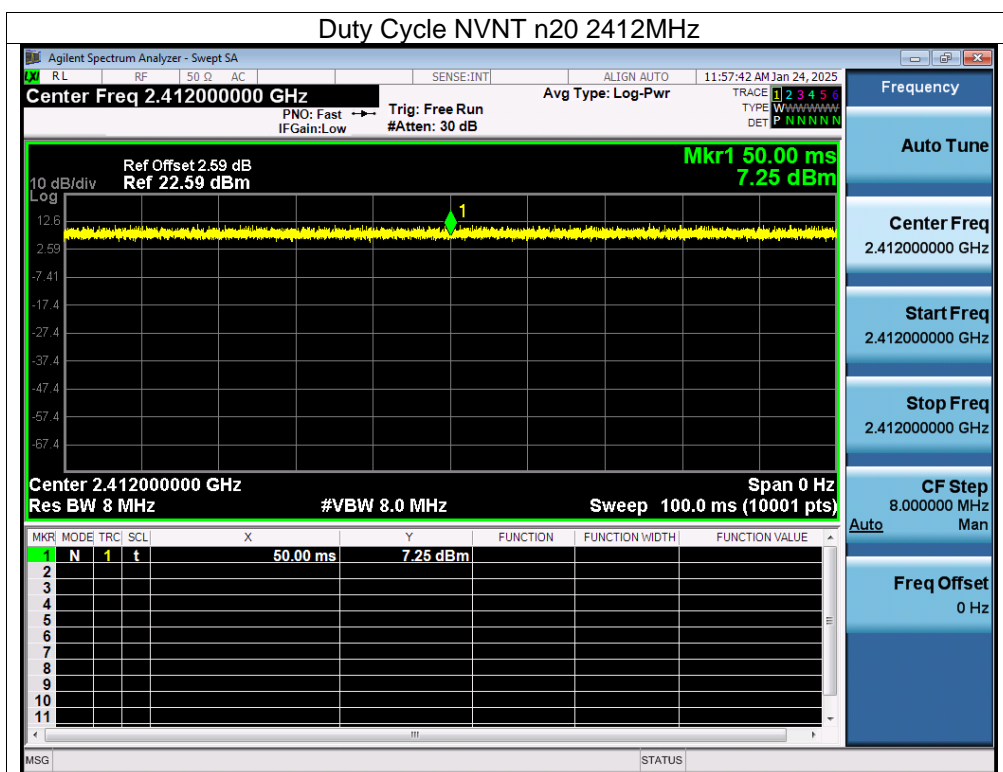 Duty Cycle NVNT n20 2412MHz
Agilent Spectrum Analyzer - Swept SA
LXI RL RF 50 Ω AC SENSE:INT ALIGN AUTO 11:57:42 AM Jan 24, 2025
Center Freq 2.412000000 GHz
PNO: Fast
IFGain:Low
Trig: Free Run
#Atten: 30 dB
Avg Type: Log-Pwr
TRACE 1 2 3 4 5 6
TYPE WWWWWW
DET P N N N N N
Mkr1 50.00 ms
7.25 dBm
Ref Offset 2.59 dB
Ref 22.59 dBm
10 dB/div
Log
1
12.6
2.59
-7.41
-17.4
-27.4
-37.4
-47.4
-57.4
-67.4
Center 2.412000000 GHz Span 0 Hz
Res BW 8 MHz #VBW 8.0 MHz Sweep 100.0 ms (10001 pts)
MKR MODE TRC SCL X Y FUNCTION FUNCTION WIDTH FUNCTION VALUE
1 N 1 t 50.00 ms 7.25 dBm
2
3
4
5
6
7
8
9
10
11
MSG STATUS
Frequency
Auto Tune
Center Freq
2.412000000 GHz
Start Freq
2.412000000 GHz
Stop Freq
2.412000000 GHz
CF Step
8.000000 MHz
Auto Man
Freq Offset
0 Hz